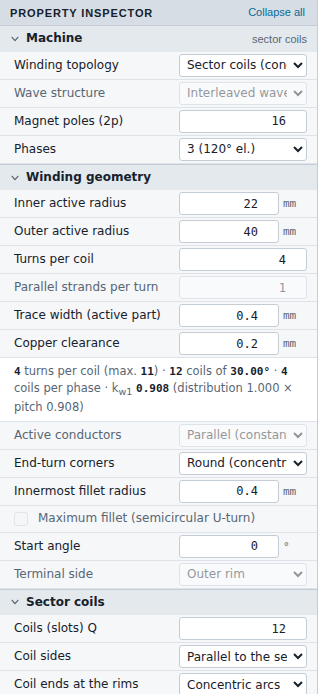 PROPERTY INSPECTOR Collapse all
Machine sector coils
Winding topology Sector coils (con
Wave structure Interleaved wave
Magnet poles (2p) 16
Phases 3 (120° el.)
Winding geometry
Inner active radius 22 mm
Outer active radius 40 mm
Turns per coil 4
Parallel strands per turn 1
Trace width (active part) 0.4 mm
Copper clearance 0.2 mm
4 turns per coil (max. 11) · 12 coils of 30.00° · 4
coils per phase · kw1 0.908 (distribution 1.000 ×
pitch 0.908)
Active conductors Parallel (constan
End-turn corners Round (concentr
Innermost fillet radius 0.4 mm
Maximum fillet (semicircular U-turn)
Start angle 0 °
Terminal side Outer rim
Sector coils
Coils (slots) Q 12
Coil sides Parallel to the se
Coil ends at the rims Concentric arcs